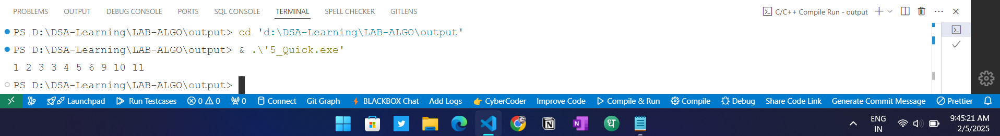 PROBLEMS OUTPUT DEBUG CONSOLE PORTS SQL CONSOLE TERMINAL SPELL CHECKER GITLENS C/C++ Compile Run - output
PS D:\DSA-Learning\LAB-ALGO\output> cd 'd:\DSA-Learning\LAB-ALGO\output'
PS D:\DSA-Learning\LAB-ALGO\output> & .\'5_Quick.exe'
1 2 3 3 4 5 6 9 10 11
PS D:\DSA-Learning\LAB-ALGO\output>
Launchpad Run Testcases 0 0 0 Connect Git Graph BLACKBOX Chat Add Logs CyberCoder Improve Code Compile & Run Compile Debug Share Code Link Generate Commit Message Prettier
N N ध ENG 9:45:21 AM
IN 2/5/2025